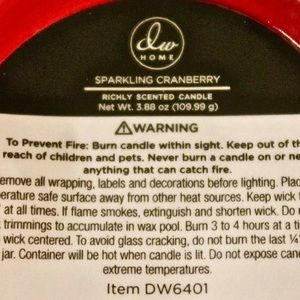 dw
HOME
SPARKLING CRANBERRY
RICHLY SCENTED CANDLE
Net Wt. 3.88 oz (109.99 g)
⚠WARNING
To Prevent Fire: Burn candle within sight. Keep out of th
reach of children and pets. Never burn a candle on or ne
anything that can catch fire.
emove all wrapping, labels and decorations before lighting. Plac
perature safe surface away from other heat sources. Keep wick t
at all times. If flame smokes, extinguish and shorten wick. Do
trimmings to accumulate in wax pool. Burn 3 to 4 hours at a ti
wick centered. To avoid glass cracking, do not burn the last ¼
jar. Container will be hot when candle is lit. Do not expose can
extreme temperatures.
Item DW6401